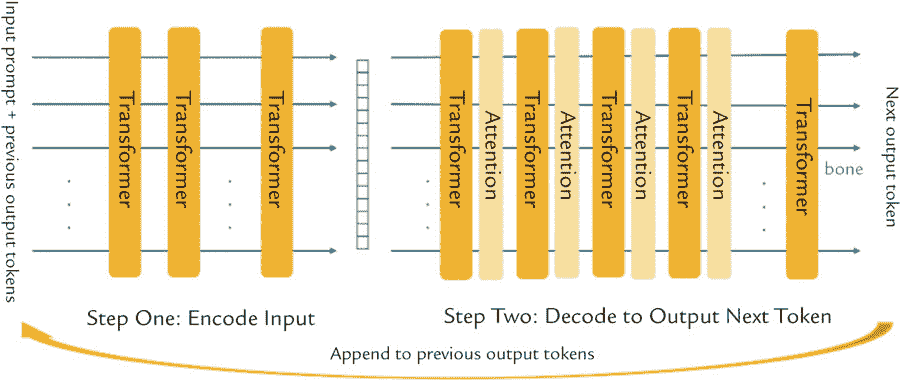 Input prompt + previous output tokens
Transformer
Transformer
Transformer
Transformer
Attention
Transformer
Attention
Transformer
Attention
Transformer
Attention
Transformer
bone
Next output token
Step One: Encode Input
Step Two: Decode to Output Next Token
Append to previous output tokens